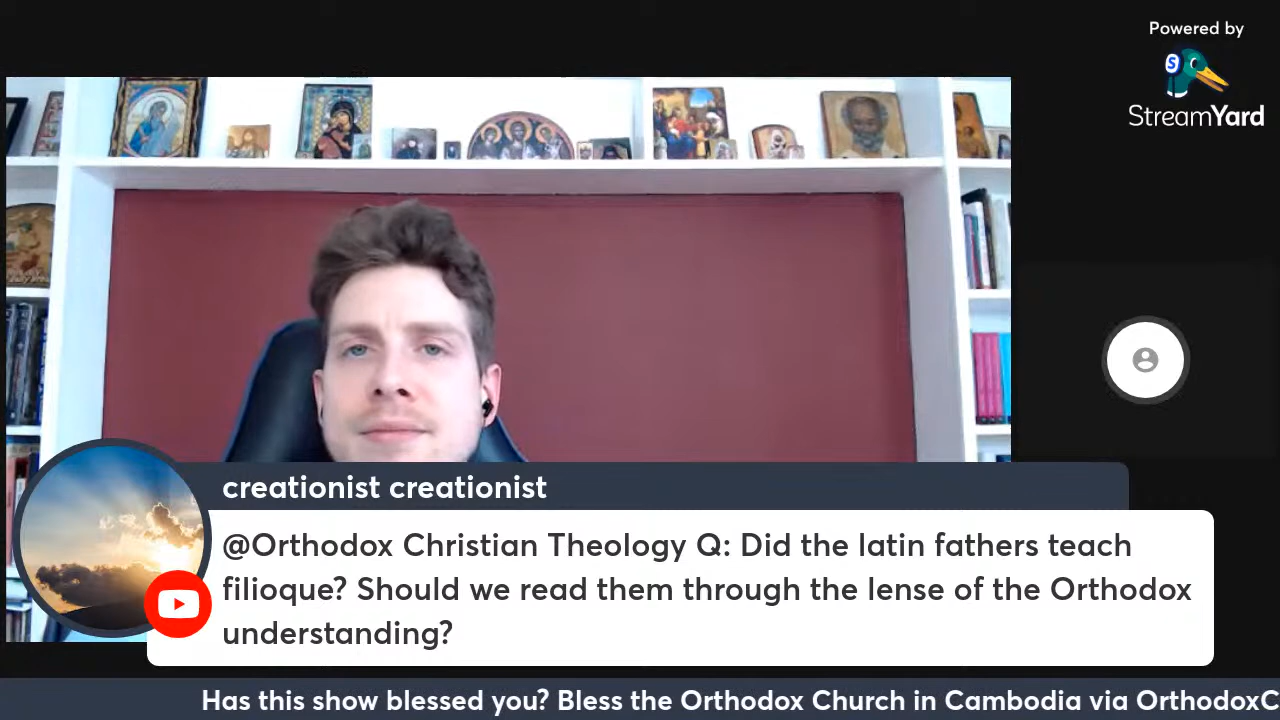 Powered by
StreamYard
creationist creationist
@Orthodox Christian Theology Q: Did the latin fathers teach
filioque? Should we read them through the lense of the Orthodox
understanding?
Has this show blessed you? Bless the Orthodox Church in Cambodia via OrthodoxC